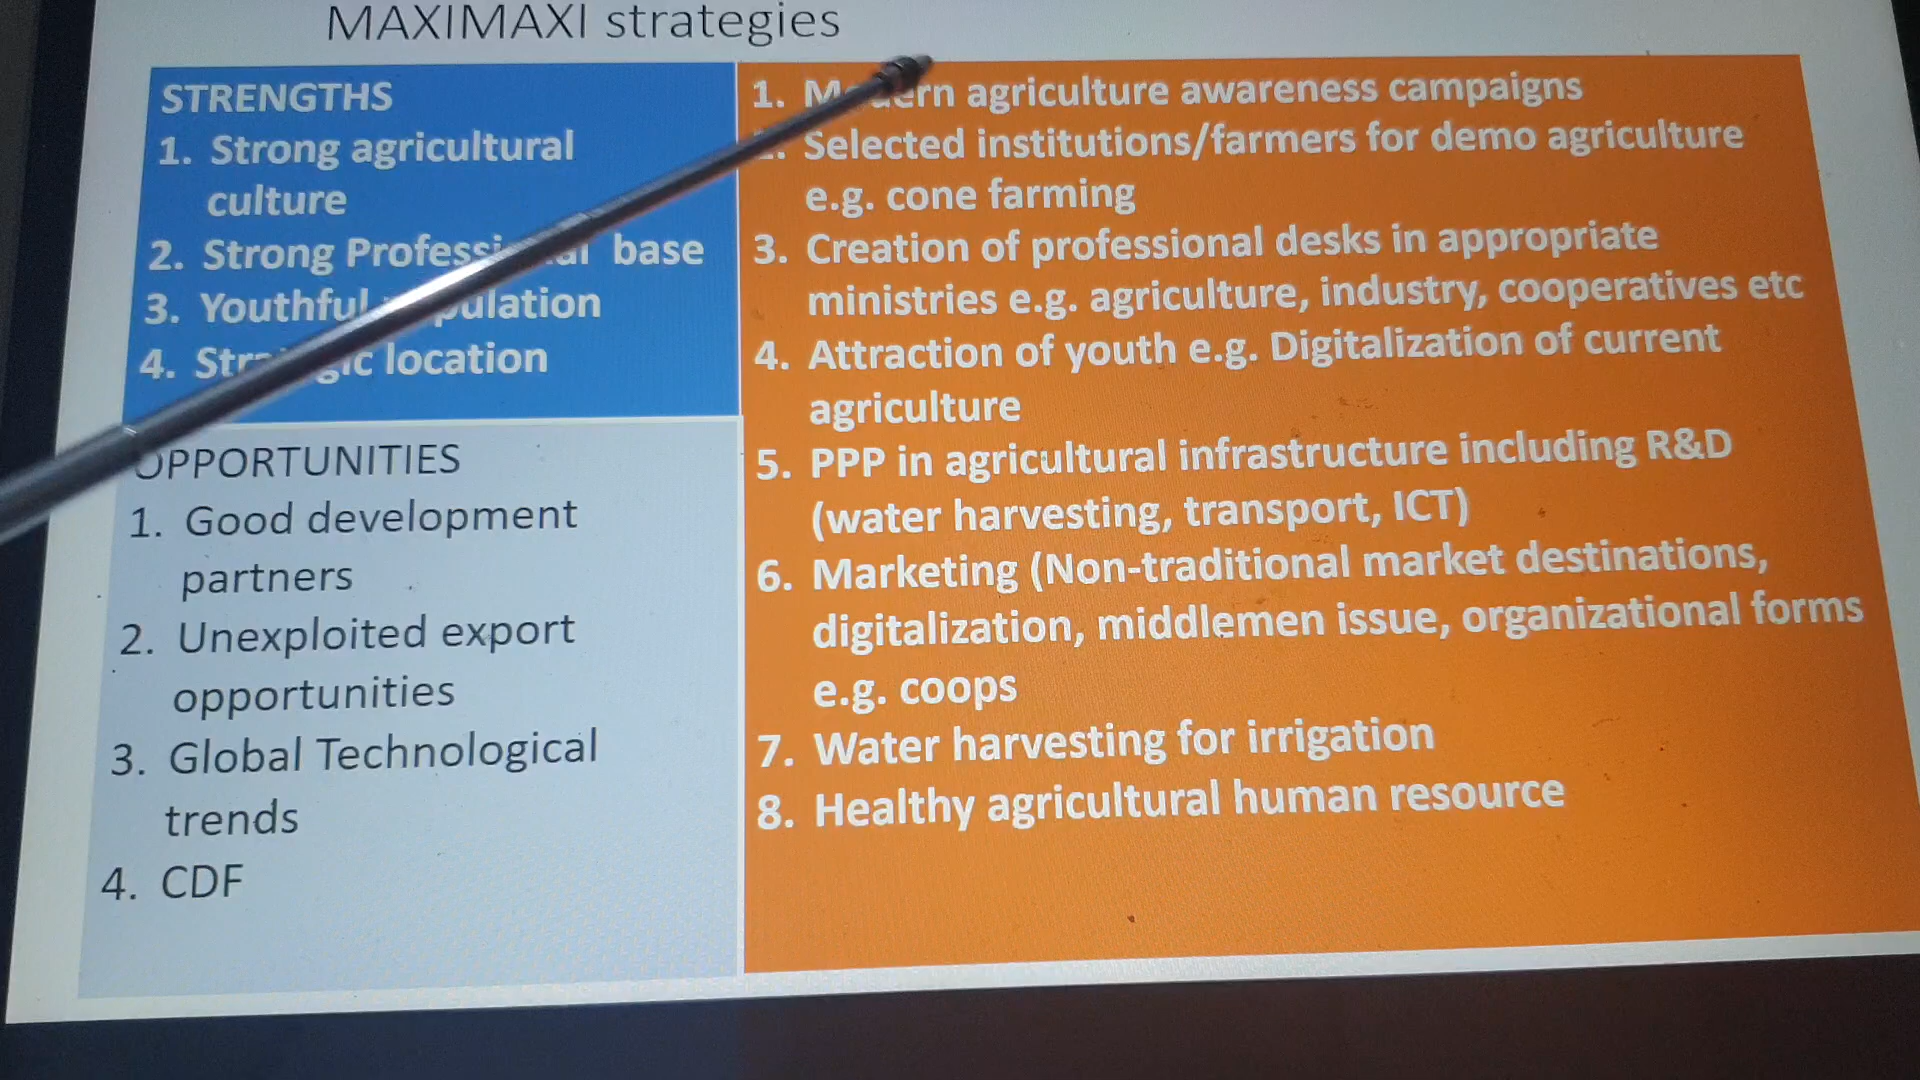 MAXIMAXI strategies
STRENGTHS
1. Strong agricultural
culture
2. Strong base
3. Youthful
4. location
OPPORTUNITIES
1. Good development
partners
2. Unexploited export
opportunities
3. Global Technological
trends
4. CDF
1. agriculture awareness campaigns
Selected institutions/farmers for demo agriculture
e.g. cone farming
3. Creation of professional desks in appropriate
ministries e.g. agriculture, industry, cooperatives etc
4. Attraction of youth e.g. Digitalization of current
agriculture
5. PPP in agricultural infrastructure including R&D
(water harvesting, transport, ICT)
6. Marketing (Non-traditional market destinations,
digitalization, middlemen issue, organizational forms
e.g. coops
7. Water harvesting for irrigation
8. Healthy agricultural human resource